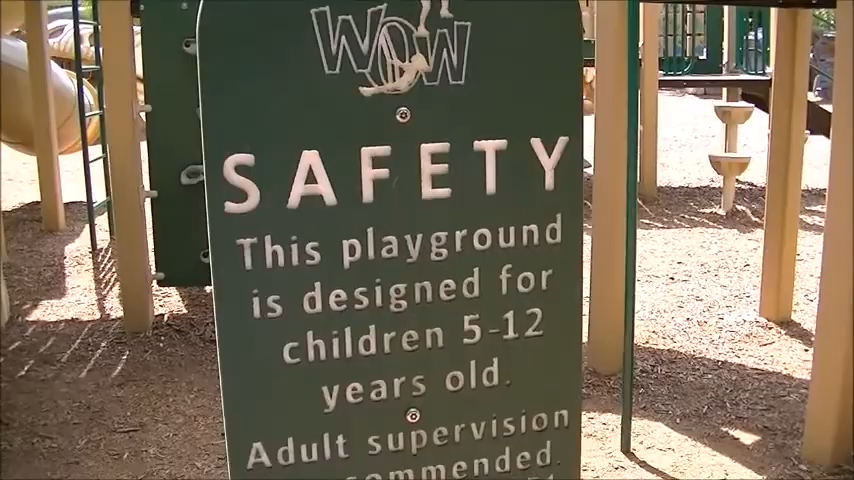 WOW
SAFETY
This playground
is designed for
children 5-12
years old.
Adult supervision
recommended.